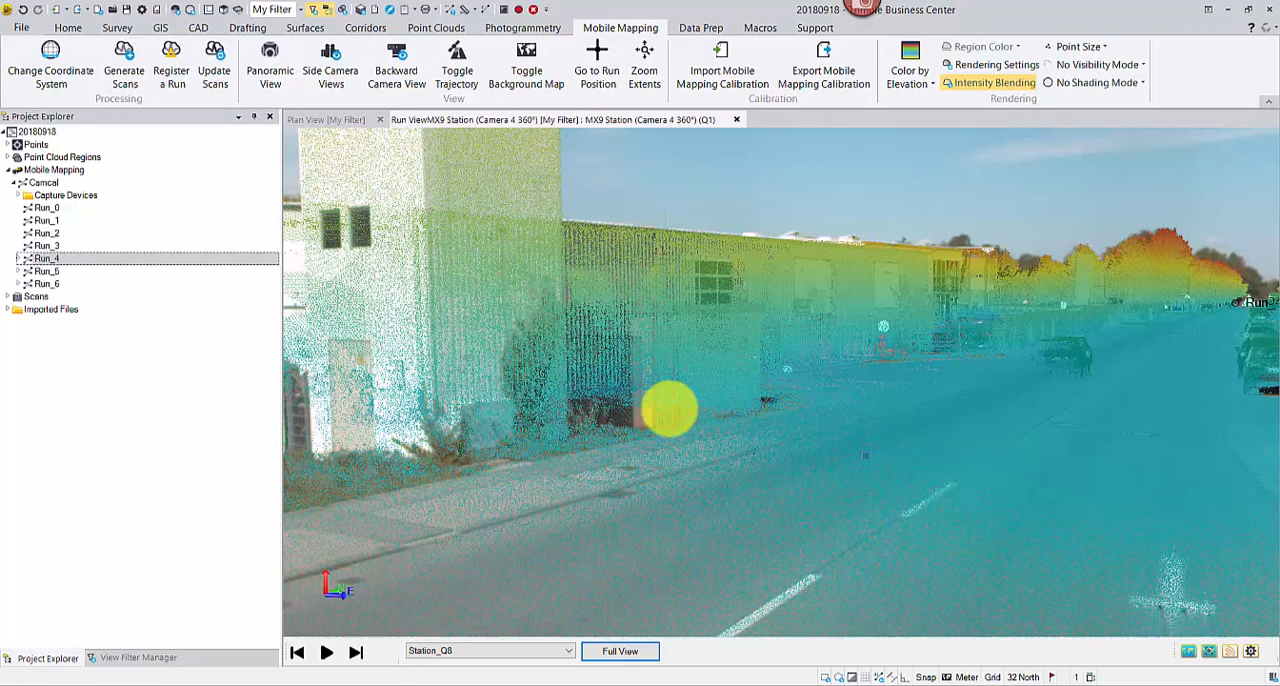 My Filter
20180918 -
e Business Center
File Home Survey GIS CAD Drafting Surfaces Corridors Point Clouds Photogrammetry Mobile Mapping Data Prep Macros Support
Change Coordinate System
Generate Scans
Register a Run
Update Scans
Processing
Panoramic View
Side Camera Views
Backward Camera View
Toggle Trajectory
Toggle Background Map
Go to Run Position
Zoom Extents
View
Import Mobile Mapping Calibration
Export Mobile Mapping Calibration
Calibration
Color by Elevation
Region Color
Rendering Settings
Intensity Blending
Point Size
No Visibility Mode
No Shading Mode
Rendering
Project Explorer
20180918
Points
Point Cloud Regions
Mobile Mapping
Camcal
Capture Devices
Run_0
Run_1
Run_2
Run_3
Run_4
Run_5
Run_6
Scans
Imported Files
Plan View [My Filter]
Run ViewMX9 Station (Camera 4 360°) [My Filter] : MX9 Station (Camera 4 360°) (Q1)
E
Station_Q8
Full View
Project Explorer
View Filter Manager
Snap
Meter
Grid
32 North
1